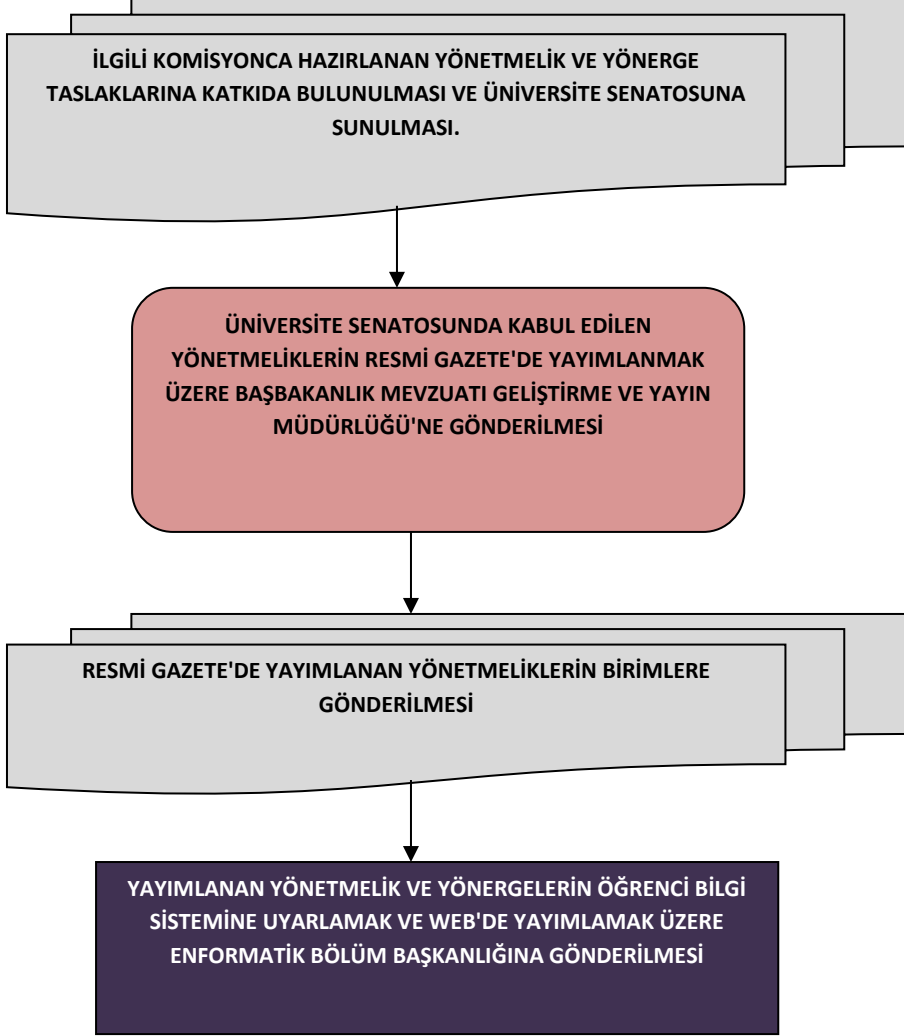 İLGİLİ KOMİSYONCA HAZIRLANAN YÖNETMELİK VE YÖNERGE
TASLAKLARINA KATKIDA BULUNULMASI VE ÜNİVERSİTE SENATOSUNA
SUNULMASI.
ÜNİVERSİTE SENATOSUNDA KABUL EDİLEN
YÖNETMELİKLERİN RESMİ GAZETE'DE YAYIMLANMAK
ÜZERE BAŞBAKANLIK MEVZUATI GELİŞTİRME VE YAYIN
MÜDÜRLÜĞÜ'NE GÖNDERİLMESİ
RESMİ GAZETE'DE YAYIMLANAN YÖNETMELİKLERİN BİRİMLERE
GÖNDERİLMESİ
YAYIMLANAN YÖNETMELİK VE YÖNERGELERİN ÖĞRENCİ BİLGİ
SİSTEMİNE UYARLAMAK VE WEB'DE YAYIMLAMAK ÜZERE
ENFORMATİK BÖLÜM BAŞKANLIĞINA GÖNDERİLMESİ